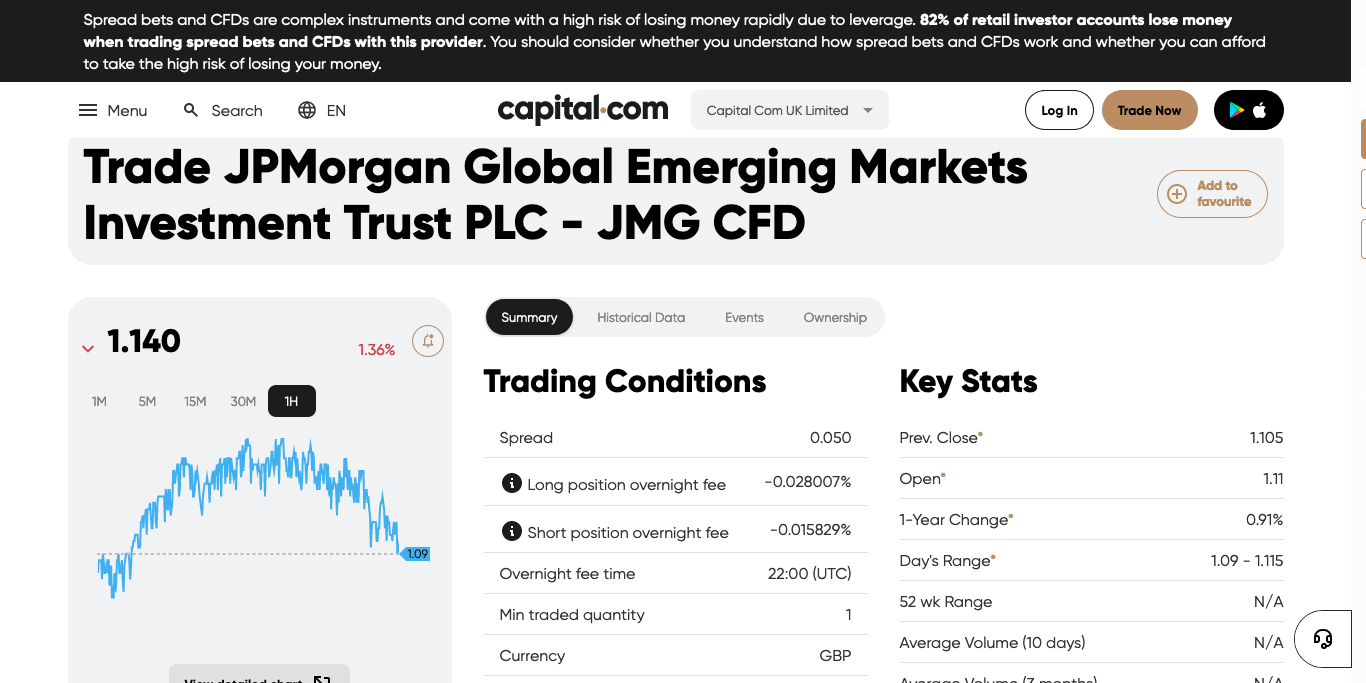 Spread bets and CFDs are complex instruments and come with a high risk of losing money rapidly due to leverage. 82% of retail investor accounts lose money
when trading spread bets and CFDs with this provider. You should consider whether you understand how spread bets and CFDs work and whether you can afford
to take the high risk of losing your money.
Menu Search EN capital.com Capital Com UK Limited Log In Trade Now
Trade JPMorgan Global Emerging Markets
Investment Trust PLC - JMG CFD
Add to
favourite
1.140
1.36%
1M 5M 15M 30M 1H
1.09
View detailed chart
Summary Historical Data Events Ownership
Trading Conditions
Spread 0.050
Long position overnight fee -0.028007%
Short position overnight fee -0.015829%
Overnight fee time 22:00 (UTC)
Min traded quantity 1
Currency GBP
Key Stats
Prev. Close* 1.105
Open* 1.11
1-Year Change* 0.91%
Day's Range* 1.09 - 1.115
52 wk Range N/A
Average Volume (10 days) N/A
Average Volume (3 months) N/A